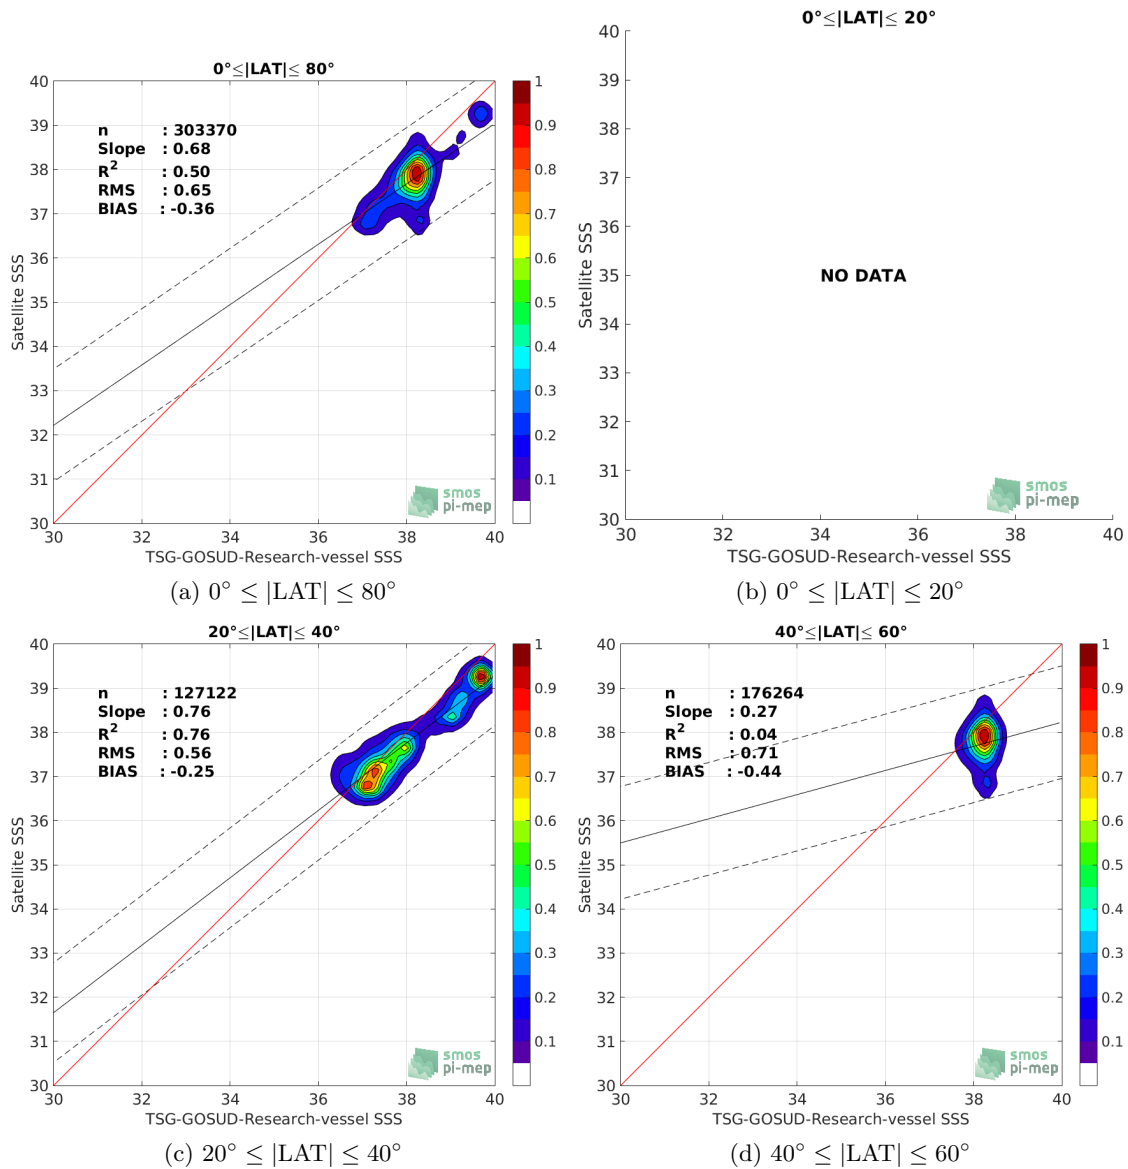 0°≤|LAT|≤ 80°
40
39
38
37
36
35
34
33
32
31
30
Satellite SSS
n : 303370
Slope : 0.68
R2 : 0.50
RMS : 0.65
BIAS : -0.36
30 32 34 36 38 40
TSG-GOSUD-Research-vessel SSS
1
0.9
0.8
0.7
0.6
0.5
0.4
0.3
0.2
0.1
smos
pi-mep
(a) 0° ≤ |LAT| ≤ 80°
0°≤|LAT|≤ 20°
40
39
38
37
36
35
34
33
32
31
30
Satellite SSS
NO DATA
30 32 34 36 38 40
TSG-GOSUD-Research-vessel SSS
smos
pi-mep
(b) 0° ≤ |LAT| ≤ 20°
20°≤|LAT|≤ 40°
40
39
38
37
36
35
34
33
32
31
30
Satellite SSS
n : 127122
Slope : 0.76
R2 : 0.76
RMS : 0.56
BIAS : -0.25
30 32 34 36 38 40
TSG-GOSUD-Research-vessel SSS
1
0.9
0.8
0.7
0.6
0.5
0.4
0.3
0.2
0.1
smos
pi-mep
(c) 20° ≤ |LAT| ≤ 40°
40°≤|LAT|≤ 60°
40
39
38
37
36
35
34
33
32
31
30
Satellite SSS
n : 176264
Slope : 0.27
R2 : 0.04
RMS : 0.71
BIAS : -0.44
30 32 34 36 38 40
TSG-GOSUD-Research-vessel SSS
1
0.9
0.8
0.7
0.6
0.5
0.4
0.3
0.2
0.1
smos
pi-mep
(d) 40° ≤ |LAT| ≤ 60°